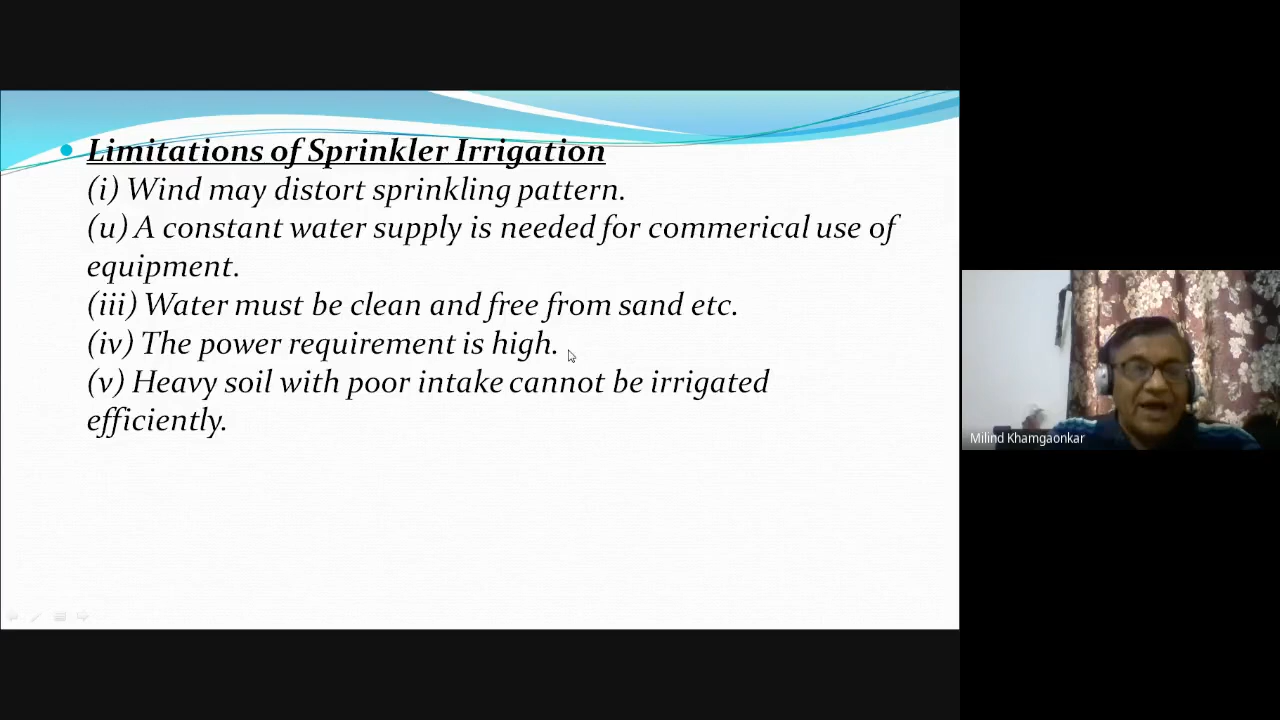 Limitations of Sprinkler Irrigation
(i) Wind may distort sprinkling pattern.
(u) A constant water supply is needed for commerical use of
equipment.
(iii) Water must be clean and free from sand etc.
(iv) The power requirement is high.
(v) Heavy soil with poor intake cannot be irrigated
efficiently.
Milind Khamgaonkar